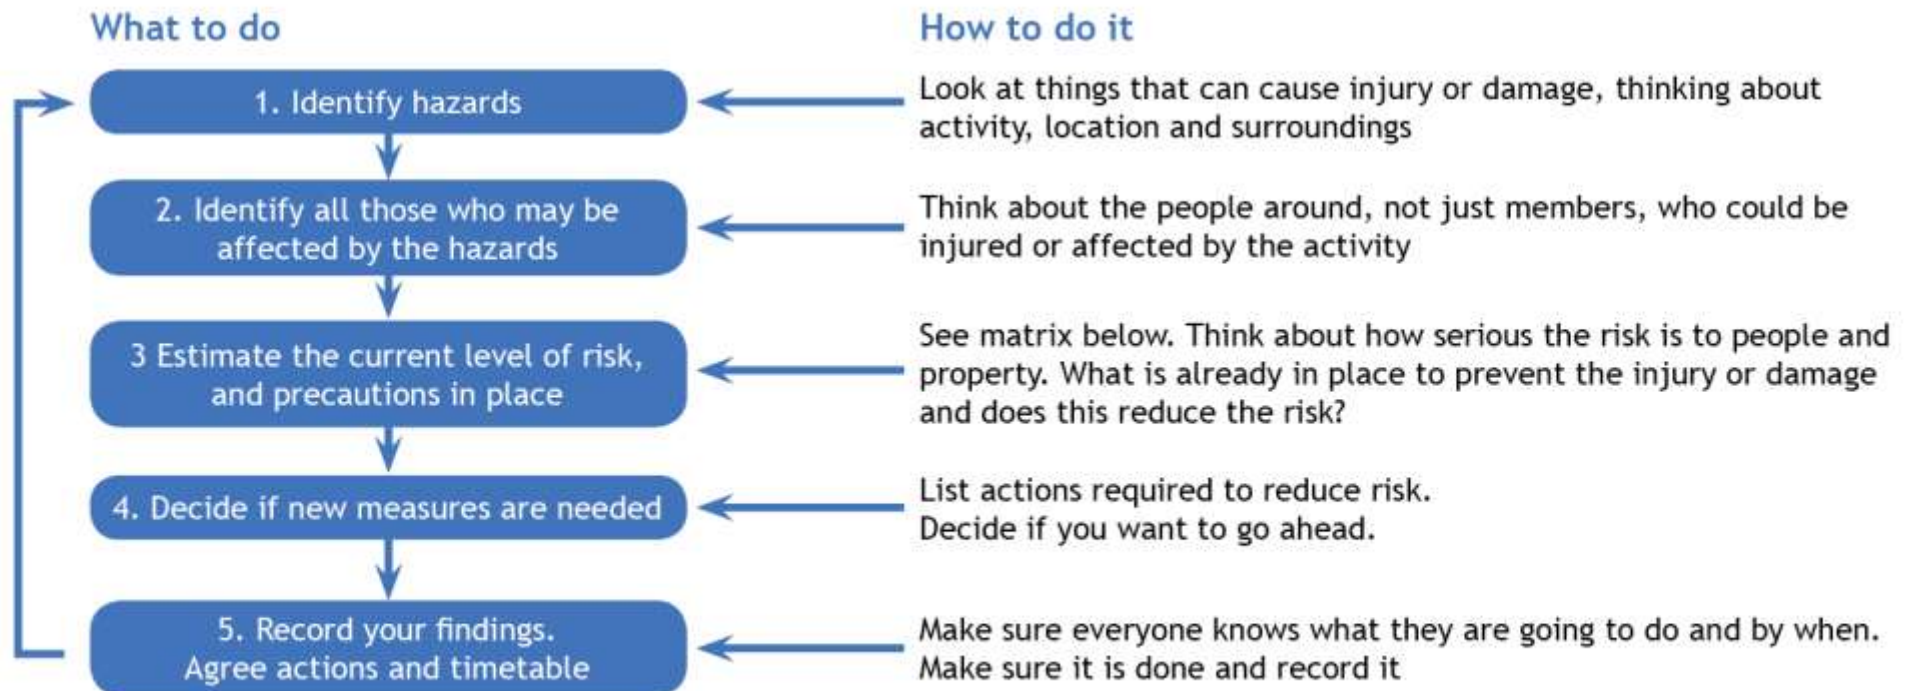 What to do
How to do it
1. Identify hazards
Look at things that can cause injury or damage, thinking about
activity, location and surroundings
2. Identify all those who may be
affected by the hazards
Think about the people around, not just members, who could be
injured or affected by the activity
3 Estimate the current level of risk,
and precautions in place
See matrix below. Think about how serious the risk is to people and
property. What is already in place to prevent the injury or damage
and does this reduce the risk?
4. Decide if new measures are needed
List actions required to reduce risk.
Decide if you want to go ahead.
5. Record your findings.
Agree actions and timetable
Make sure everyone knows what they are going to do and by when.
Make sure it is done and record it